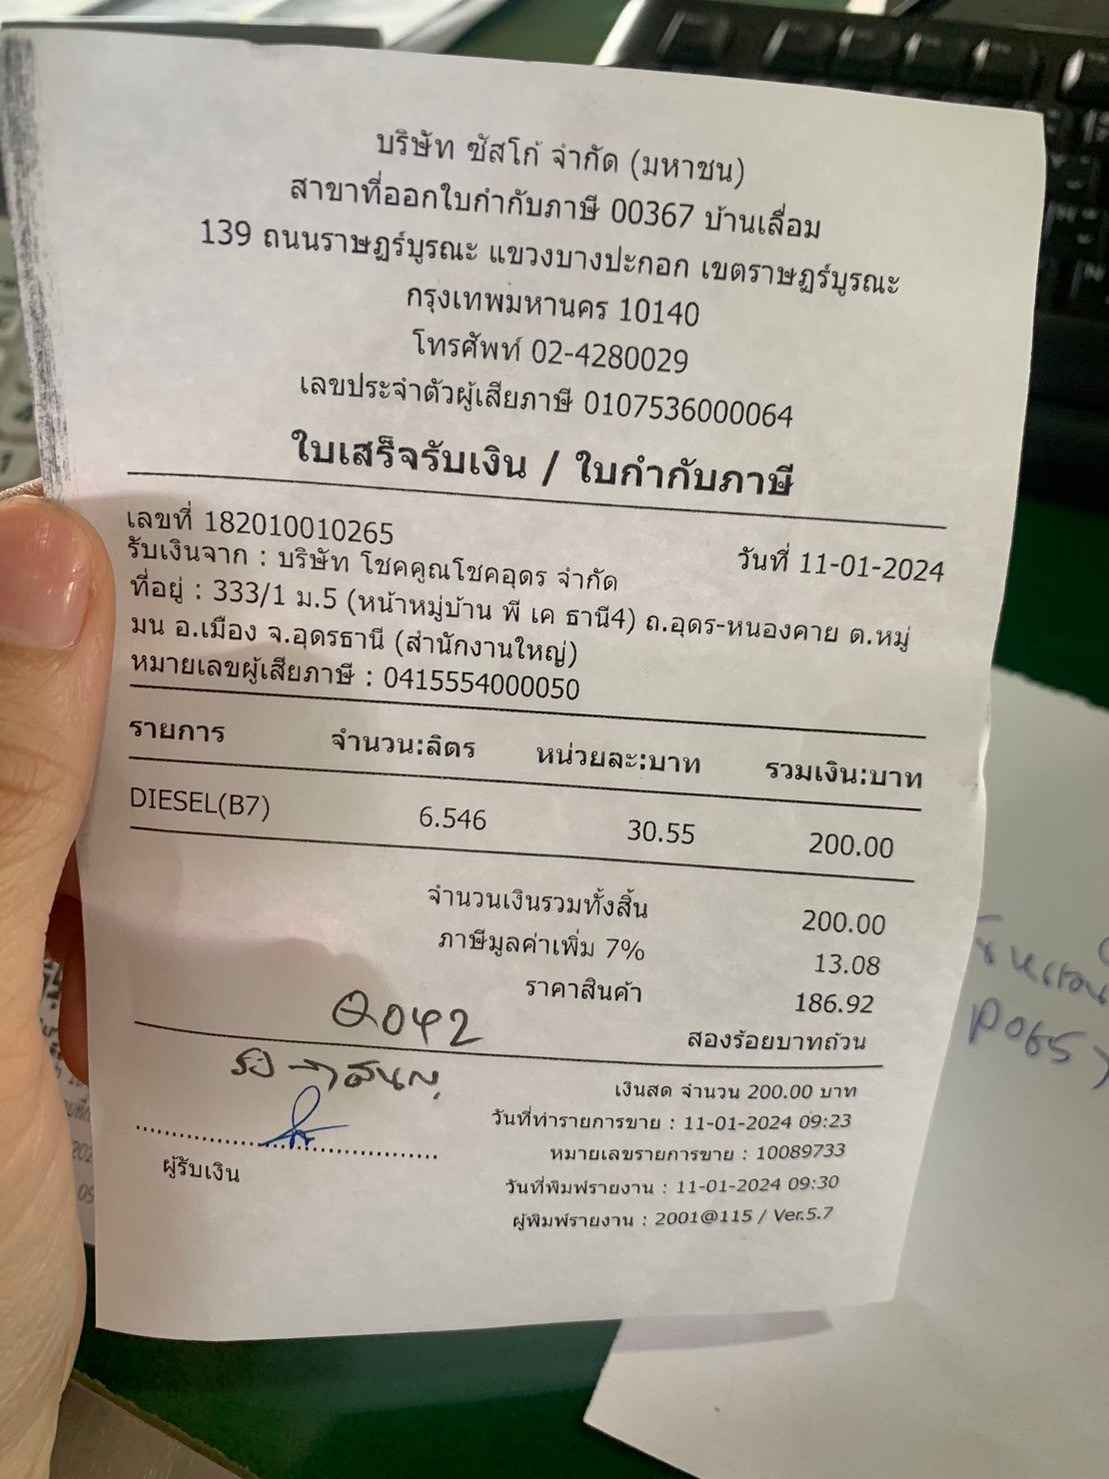 บริษัท ซัสโก้ จำกัด (มหาชน)
สาขาที่ออกใบกำกับภาษี 00367 บ้านเลื่อม
139 ถนนราษฎร์บูรณะ แขวงบางปะกอก เขตราษฎร์บูรณะ
กรุงเทพมหานคร 10140
โทรศัพท์ 02-4280029
เลขประจำตัวผู้เสียภาษี 0107536000064
ใบเสร็จรับเงิน / ใบกำกับภาษี
เลขที่ 182010010265 วันที่ 11-01-2024
รับเงินจาก : บริษัท โชคคูณโชคอุดร จำกัด
ที่อยู่ : 333/1 ม.5 (หน้าหมู่บ้าน พี เค ธานี4) ถ.อุดร-หนองคาย ต.หมู่
มน อ.เมือง จ.อุดรธานี (สำนักงานใหญ่)
หมายเลขผู้เสียภาษี : 0415554000050
รายการ จำนวน:ลิตร หน่วยละ:บาท รวมเงิน:บาท
DIESEL(B7) 6.546 30.55 200.00
จำนวนเงินรวมทั้งสิ้น 200.00
ภาษีมูลค่าเพิ่ม 7% 13.08
ราคาสินค้า 186.92
สองร้อยบาทถ้วน
เงินสด จำนวน 200.00 บาท
วันที่ทำรายการขาย : 11-01-2024 09:23
หมายเลขรายการขาย : 10089733
วันที่พิมพ์รายงาน : 11-01-2024 09:30
ผู้พิมพ์รายงาน : 2001@115 / Ver.5.7
ผู้รับเงิน
P065